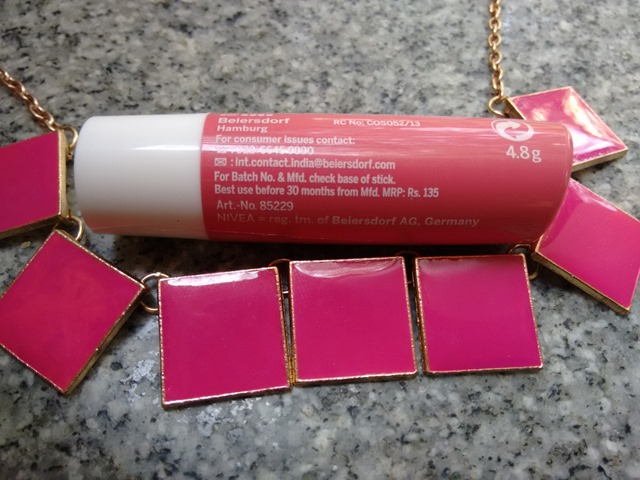 Beiersdorf RC No: COS052/13
Hamburg
For consumer issues contact:
: int.contact.india@beiersdorf.com
For Batch No. & Mfd. check base of stick.
Best use before 30 months from Mfd. MRP: Rs. 135
Art.-No. 85229
NIVEA = reg. tm. of Beiersdorf AG, Germany
4.8g